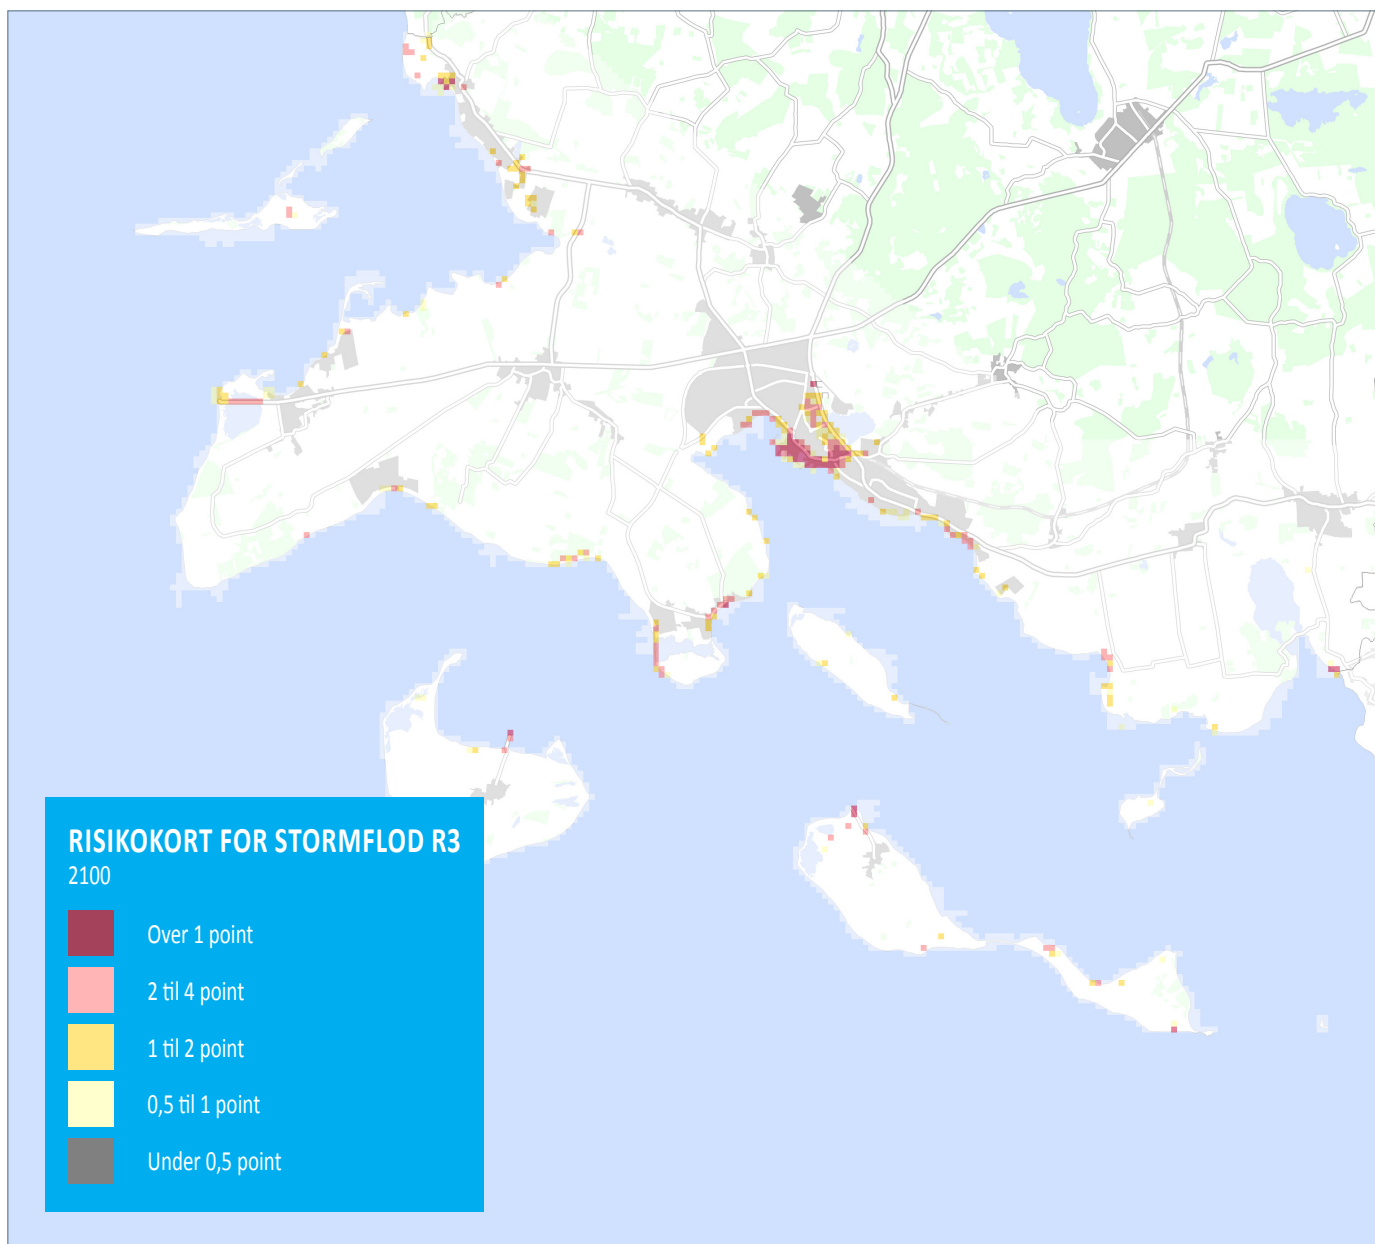 RISIKOKORT FOR STORMFLOD R3
2100
Over 1 point
2 til 4 point
1 til 2 point
0,5 til 1 point
Under 0,5 point